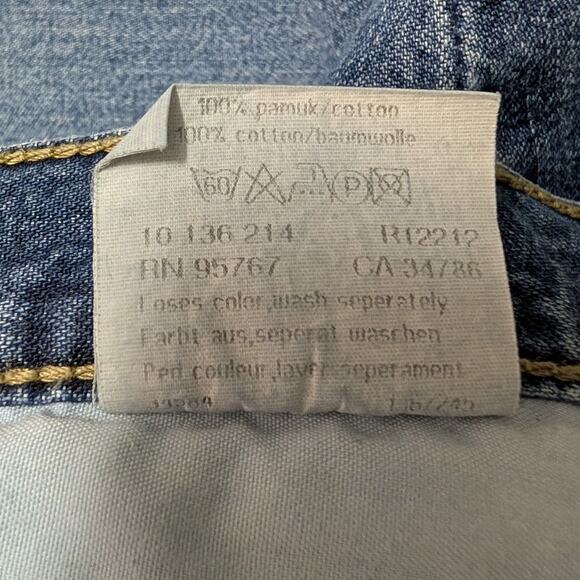 100% pamuk/cotton
100% cotton/baumwolle
60 P
10 136 214 R12212
RN 95767 CA 34786
Loses color,wash seperately
Farbt aus,seperat waschen
Perd couleur,laver seperament